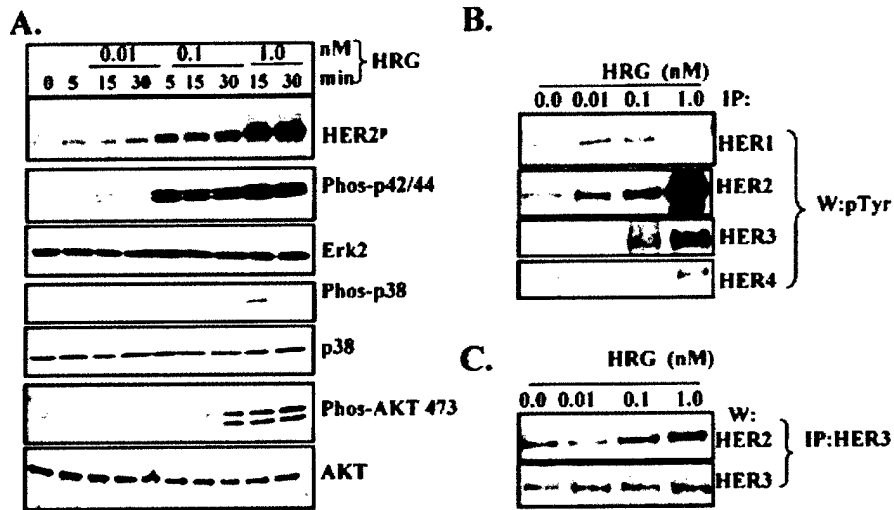 A.
0.01 0.1 1.0 nM
0 5 15 30 5 15 30 15 30 min
HRG
HER2p
Phos-p42/44
Erk2
Phos-p38
p38
Phos-AKT 473
AKT
B.
HRG (nM)
0.0 0.01 0.1 1.0 IP:
HER1
HER2
HER3
HER4
W:pTyr
C.
HRG (nM)
0.0 0.01 0.1 1.0
W:
HER2
HER3
IP:HER3